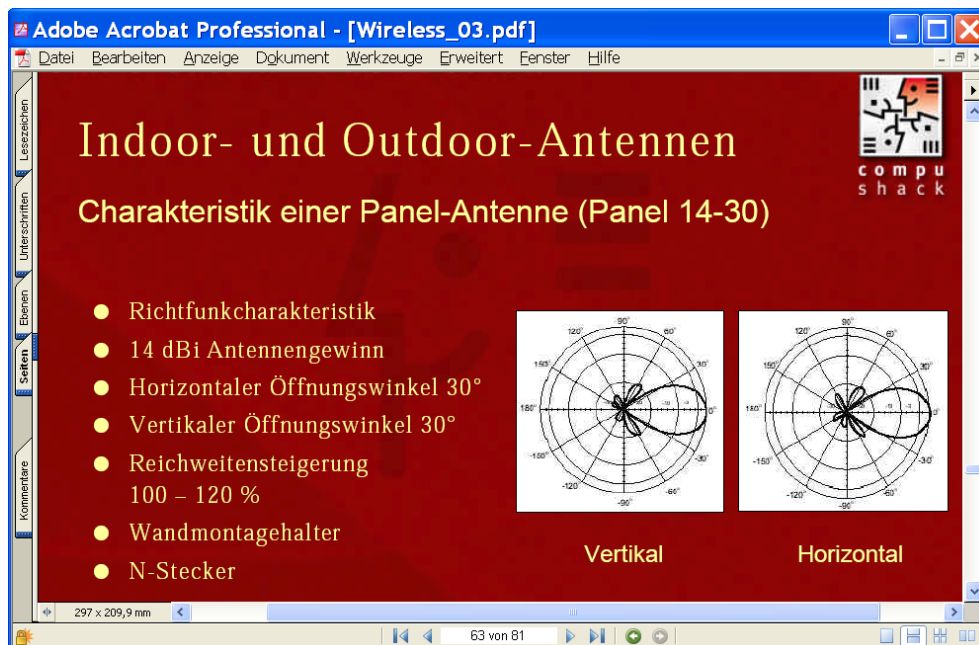 Adobe Acrobat Professional - [Wireless_03.pdf]
Datei Bearbeiten Anzeige Dokument Werkzeuge Erweitert Fenster Hilfe
Lesezeichen
Unterschriften
Ebenen
Seiten
Kommentare
compu
shack
Indoor- und Outdoor-Antennen
Charakteristik einer Panel-Antenne (Panel 14-30)
Richtfunkcharakteristik
14 dBi Antennengewinn
Horizontaler Öffnungswinkel 30°
Vertikaler Öffnungswinkel 30°
Reichweitensteigerung
100 – 120 %
Wandmontagehalter
N-Stecker
90°
120° 60°
150° 30°
180° 0°
-150° -30°
-120° -60°
-90°
Vertikal
90°
120° 60°
150° 30°
180° 0°
-150° -30°
-120° -60°
-90°
Horizontal
297 x 209,9 mm
63 von 81